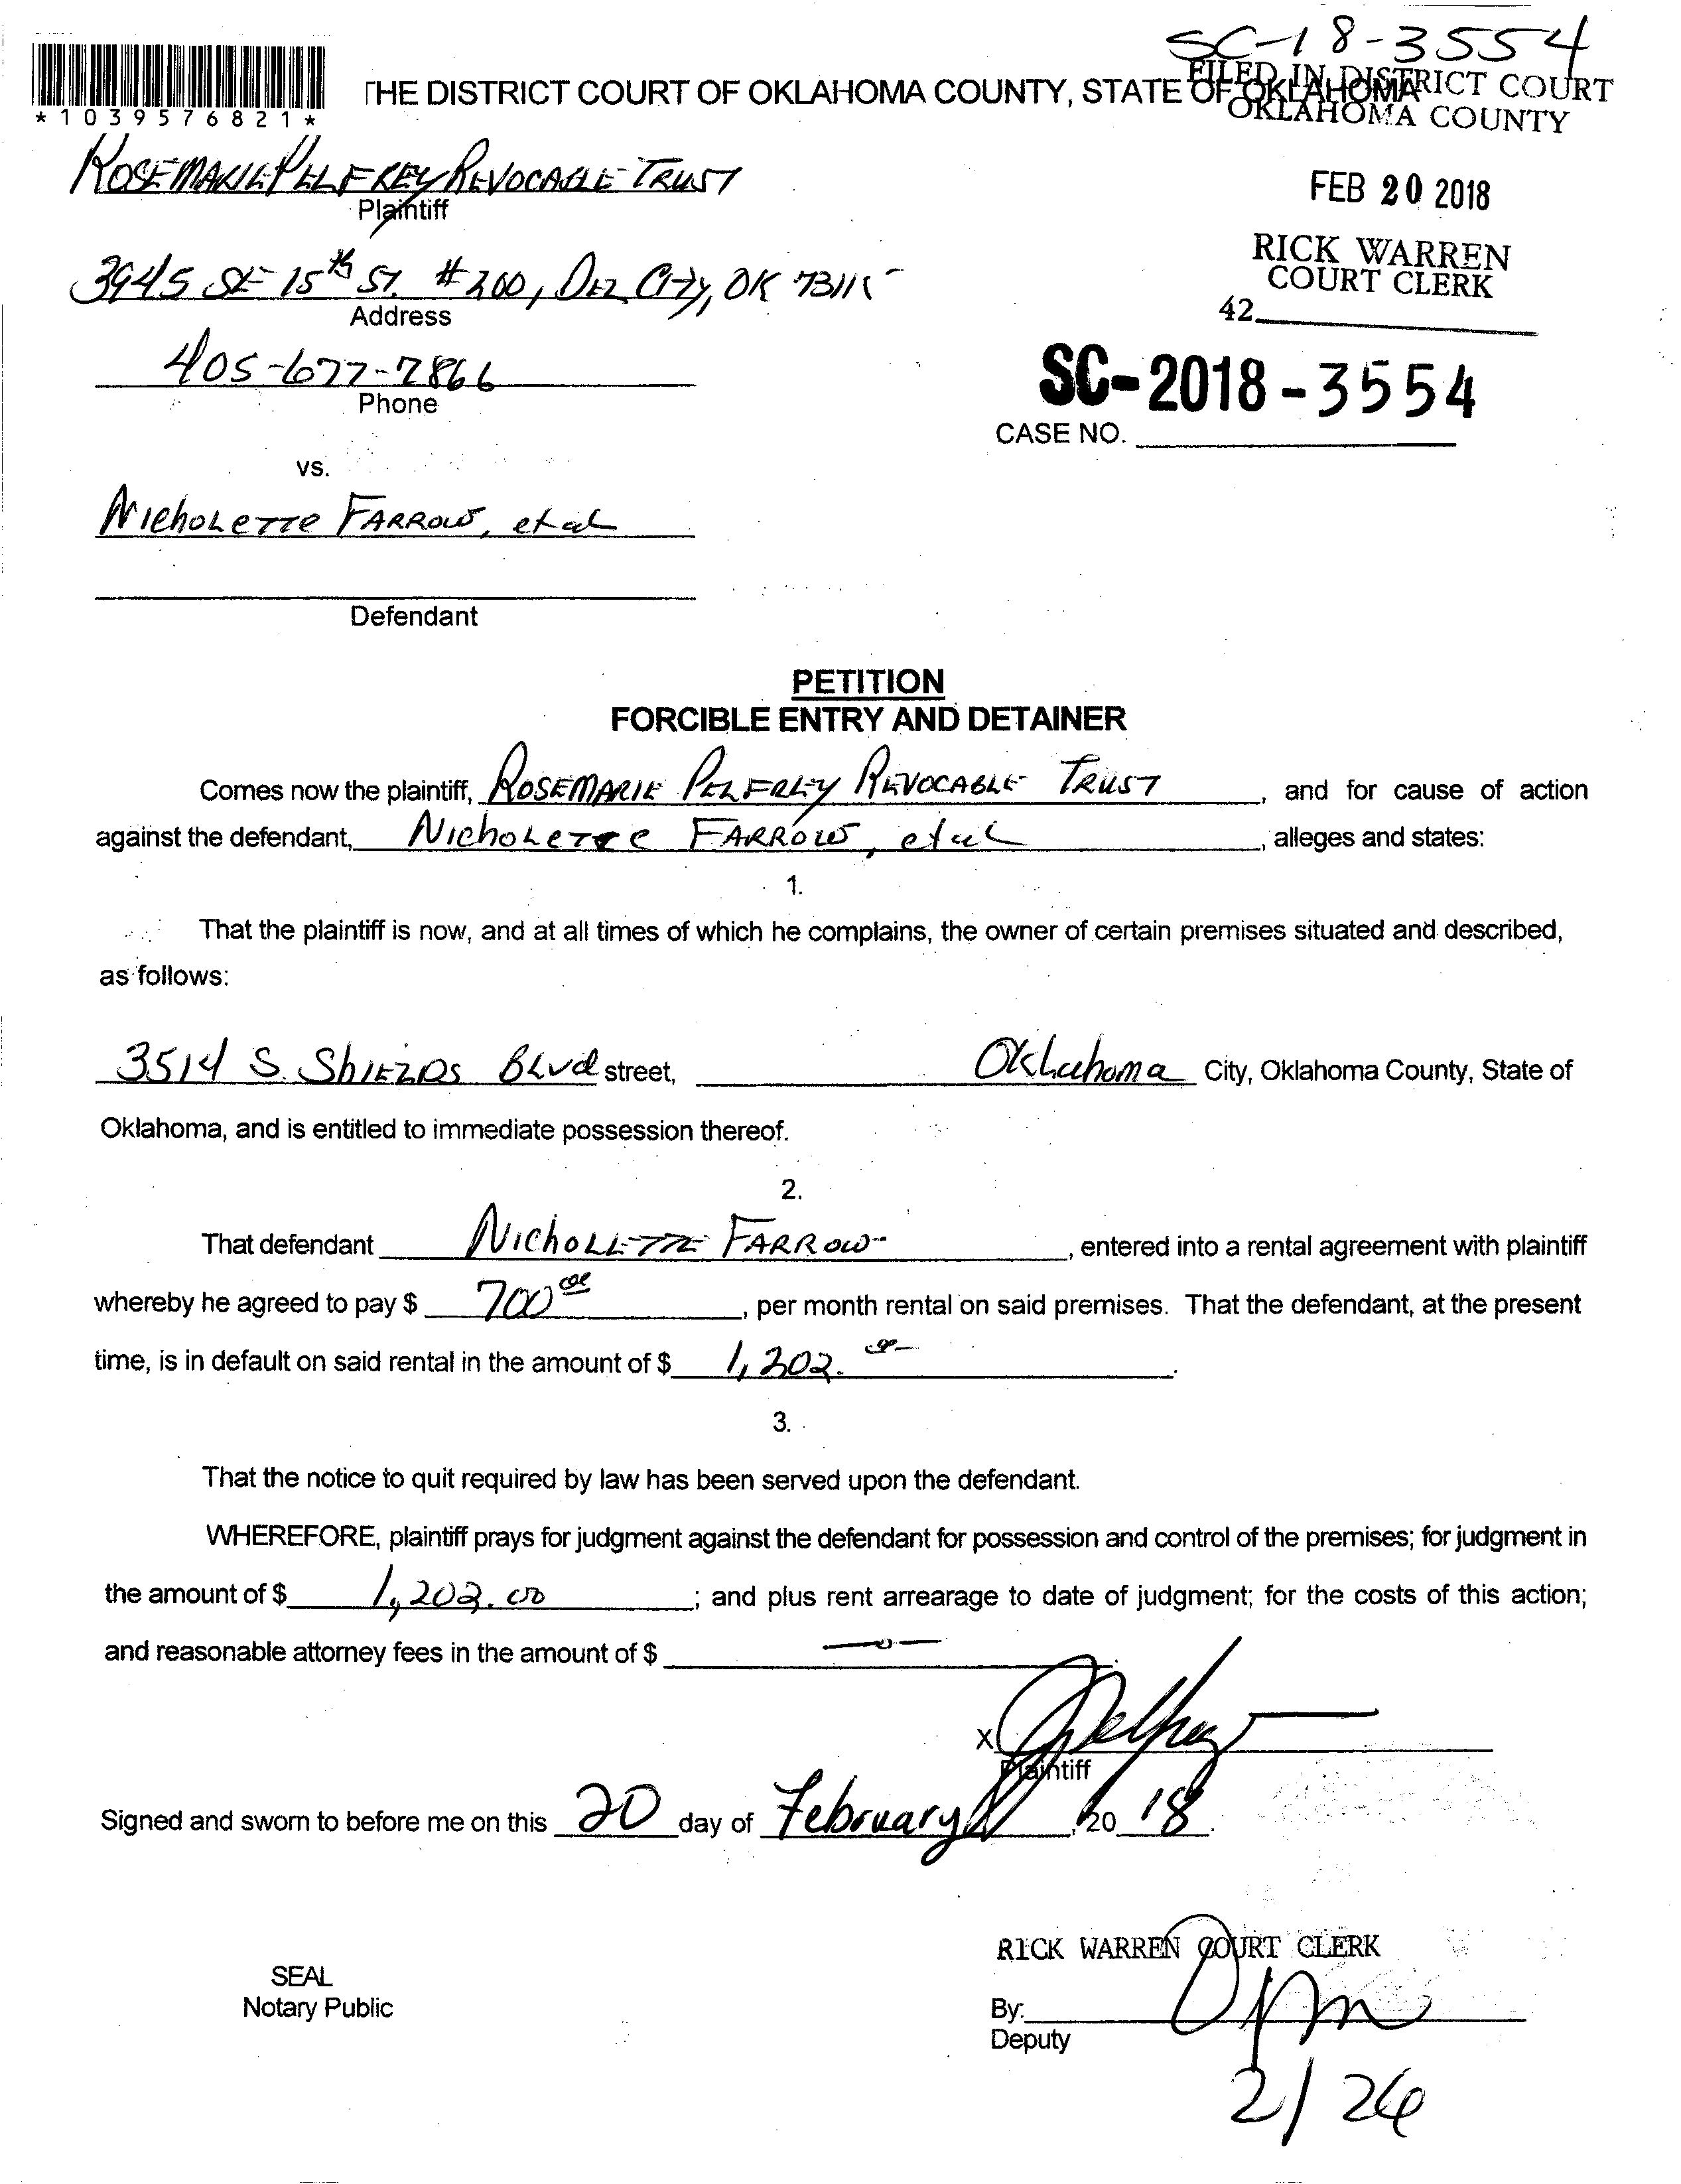 SC-18-3554
THE DISTRICT COURT OF OKLAHOMA COUNTY, STATE OF OKLAHOMA
FILED IN DISTRICT COURT
OKLAHOMA COUNTY
*1039576821*
ROSEMARIE PELFREY REVOCABLE TRUST
Plaintiff
FEB 20 2018
3945 SE 15th ST. #200, DEL CITY, OK 73115
Address
RICK WARREN
COURT CLERK
42
405-677-7866
Phone
SC-2018-3554
CASE NO.
vs.
NichoLeTTe FARROW, et al
Defendant
PETITION
FORCIBLE ENTRY AND DETAINER
Comes now the plaintiff, ROSEMARIE PELFREY REVOCABLE TRUST, and for cause of action
against the defendant, NichoLeTTe FARROW, et al, alleges and states:
1.
That the plaintiff is now, and at all times of which he complains, the owner of certain premises situated and described,
as follows:
3514 S. ShIELDS BLvd street, Oklahoma City, Oklahoma County, State of
Oklahoma, and is entitled to immediate possession thereof.
2.
That defendant NichoLETTE FARROW, entered into a rental agreement with plaintiff
whereby he agreed to pay $ 700 00, per month rental on said premises. That the defendant, at the present
time, is in default on said rental in the amount of $ 1,202. 00.
3.
That the notice to quit required by law has been served upon the defendant.
WHEREFORE, plaintiff prays for judgment against the defendant for possession and control of the premises; for judgment in
the amount of $ 1,202.00; and plus rent arrearage to date of judgment; for the costs of this action;
and reasonable attorney fees in the amount of $ —0—.
X Pelfrey
Plaintiff
Signed and sworn to before me on this 20 day of February, 20 18.
RICK WARREN COURT CLERK
SEAL
Notary Public
By:
Deputy
2/26